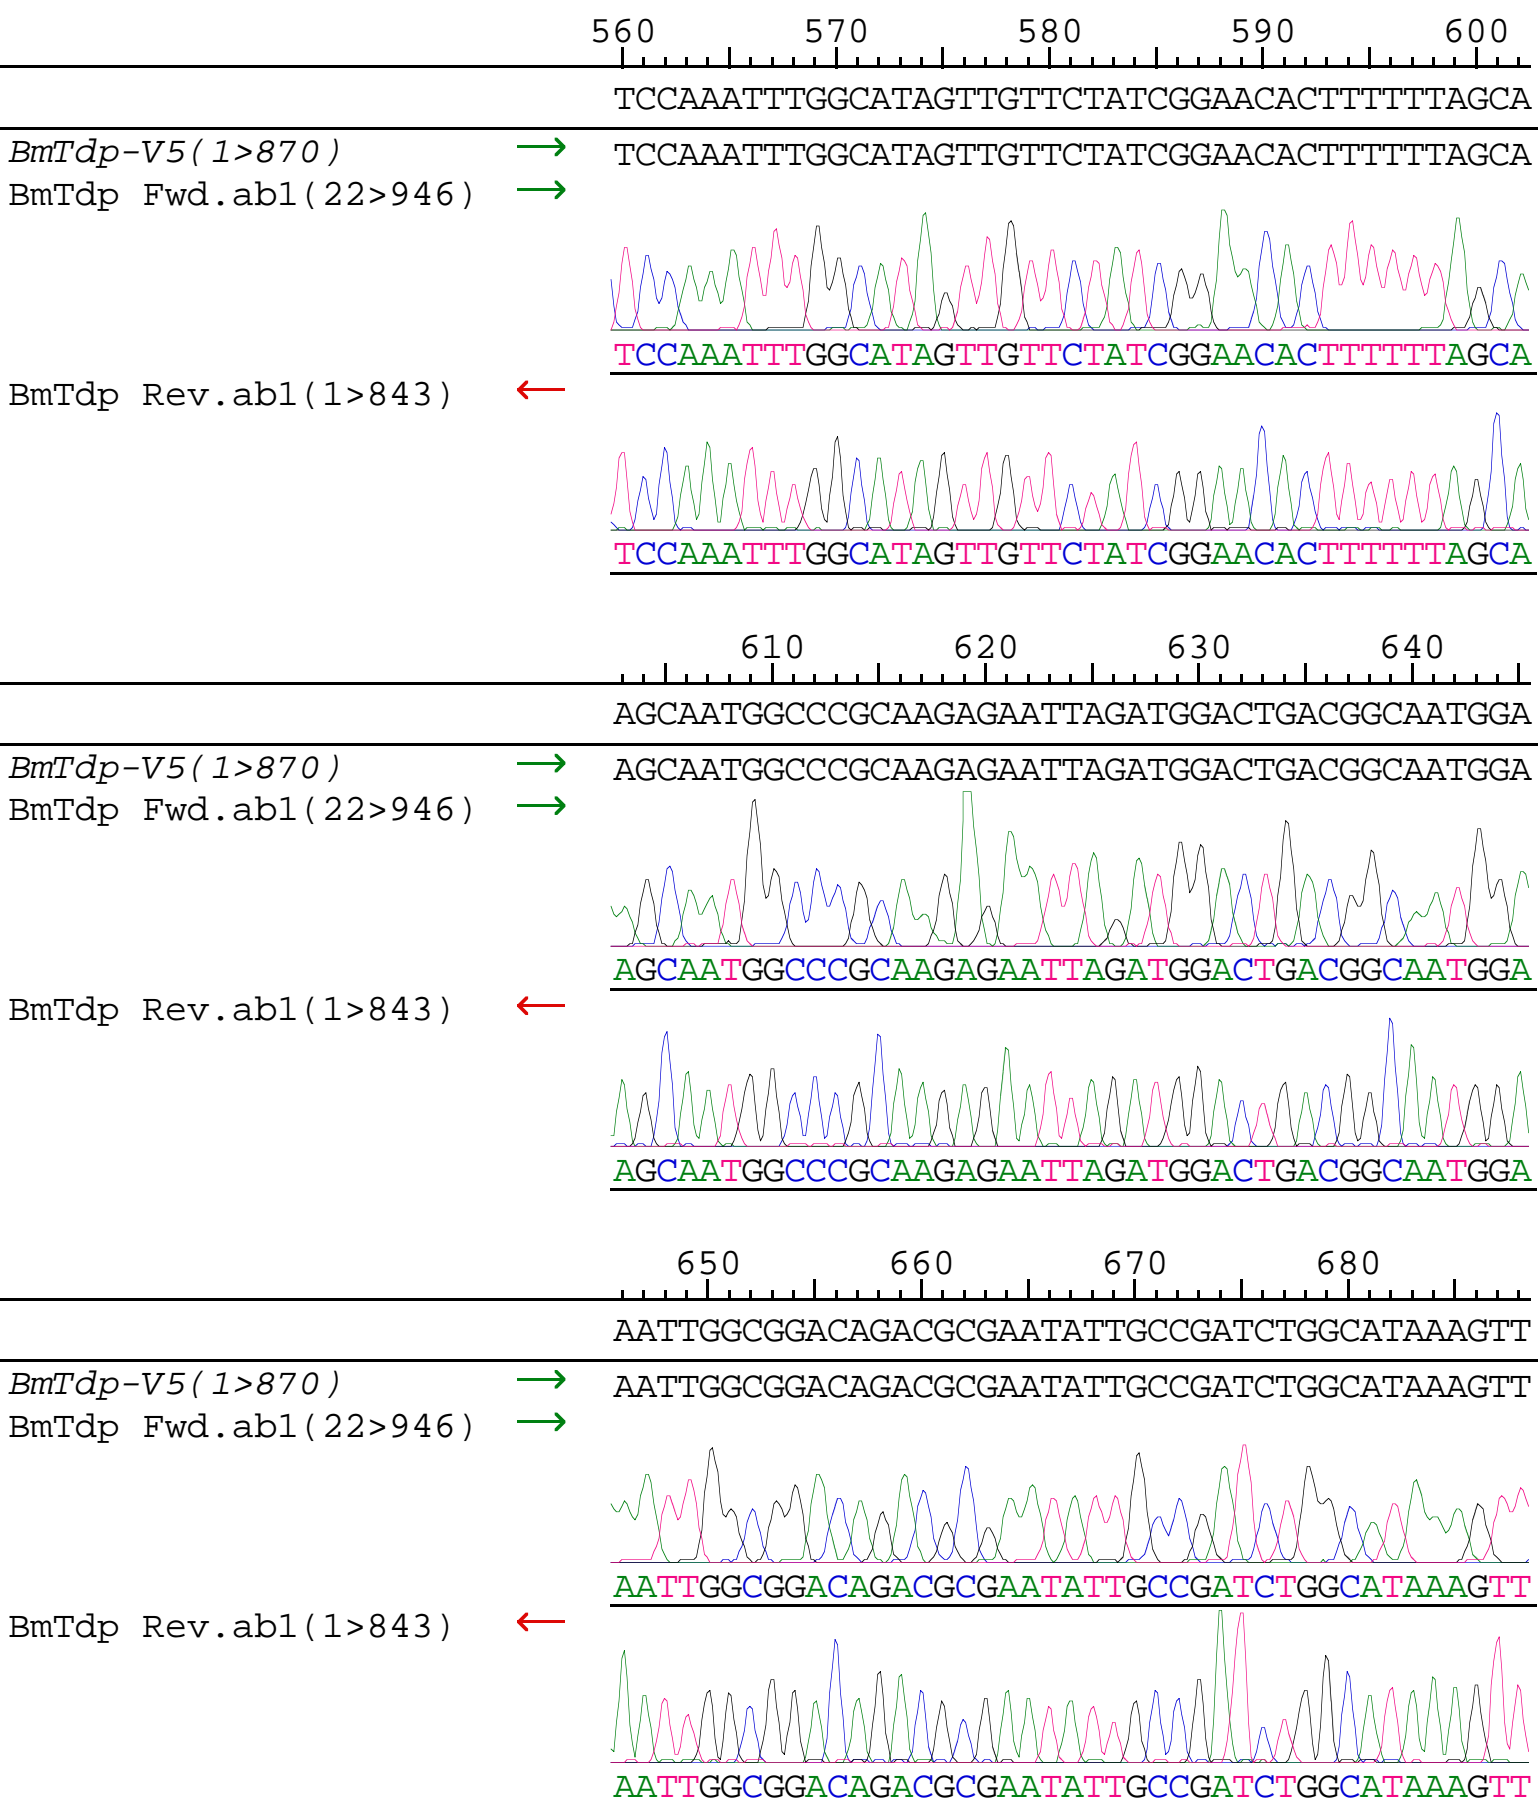 560 570 580 590 600
TCCAAATTTGGCATAGTTGTTCTATCGGAACACTTTTTTAGCA
BmTdp-V5(1>870) → TCCAAATTTGGCATAGTTGTTCTATCGGAACACTTTTTTAGCA
BmTdp Fwd.ab1(22>946) →
TCCAAATTTGGCATAGTTGTTCTATCGGAACACTTTTTTAGCA
BmTdp Rev.ab1(1>843) ←
TCCAAATTTGGCATAGTTGTTCTATCGGAACACTTTTTTAGCA
610 620 630 640
AGCAATGGCCCGCAAGAGAATTAGATGGACTGACGGCAATGGA
BmTdp-V5(1>870) → AGCAATGGCCCGCAAGAGAATTAGATGGACTGACGGCAATGGA
BmTdp Fwd.ab1(22>946) →
AGCAATGGCCCGCAAGAGAATTAGATGGACTGACGGCAATGGA
BmTdp Rev.ab1(1>843) ←
AGCAATGGCCCGCAAGAGAATTAGATGGACTGACGGCAATGGA
650 660 670 680
AATTGGCGGACAGACGCGAATATTGCCGATCTGGCATAAAGTT
BmTdp-V5(1>870) → AATTGGCGGACAGACGCGAATATTGCCGATCTGGCATAAAGTT
BmTdp Fwd.ab1(22>946) →
AATTGGCGGACAGACGCGAATATTGCCGATCTGGCATAAAGTT
BmTdp Rev.ab1(1>843) ←
AATTGGCGGACAGACGCGAATATTGCCGATCTGGCATAAAGTT